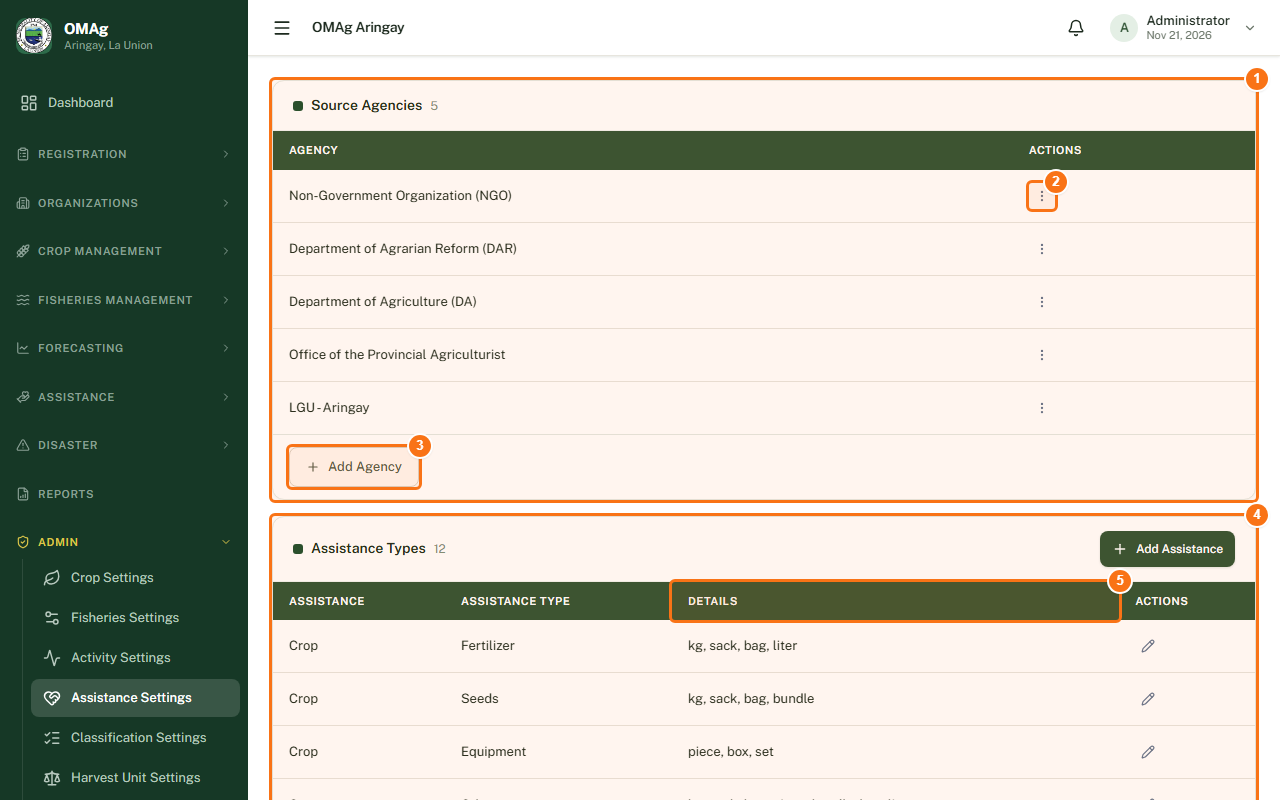 OMAg
Aringay, La Union
Dashboard
REGISTRATION
ORGANIZATIONS
CROP MANAGEMENT
FISHERIES MANAGEMENT
FORECASTING
ASSISTANCE
DISASTER
REPORTS
ADMIN
Crop Settings
Fisheries Settings
Activity Settings
Assistance Settings
Classification Settings
Harvest Unit Settings
OMAg Aringay
A
Administrator
Nov 21, 2026
1
Source Agencies 5
AGENCY ACTIONS
2
Non-Government Organization (NGO)
Department of Agrarian Reform (DAR)
Department of Agriculture (DA)
Office of the Provincial Agriculturist
LGU - Aringay
3
+ Add Agency
4
Assistance Types 12
+ Add Assistance
5
ASSISTANCE ASSISTANCE TYPE DETAILS ACTIONS
Crop Fertilizer kg, sack, bag, liter
Crop Seeds kg, sack, bag, bundle
Crop Equipment piece, box, set